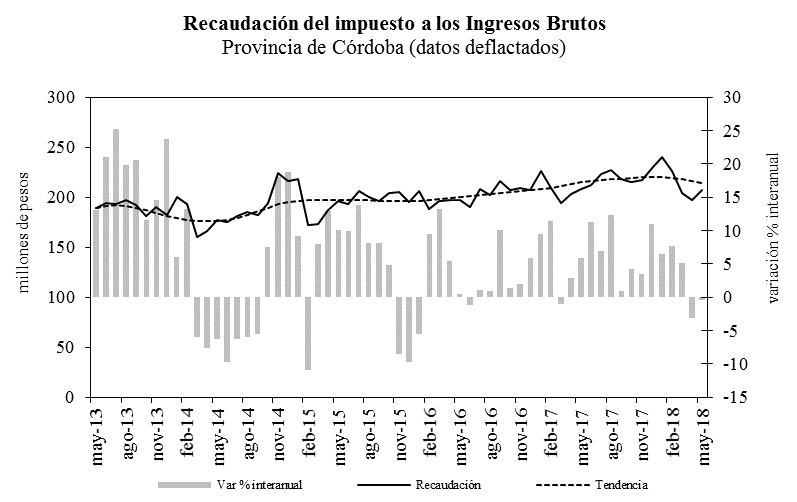 Recaudación del impuesto a los Ingresos Brutos
Provincia de Córdoba (datos deflactados)
millones de pesos
300
250
200
150
100
50
0
30
25
20
15
10
5
0
-5
-10
-15
variación % interanual
may-13
ago-13
nov-13
feb-14
may-14
ago-14
nov-14
feb-15
may-15
ago-15
nov-15
feb-16
may-16
ago-16
nov-16
feb-17
may-17
ago-17
nov-17
feb-18
may-18
Var % interanual
Recaudación
Tendencia